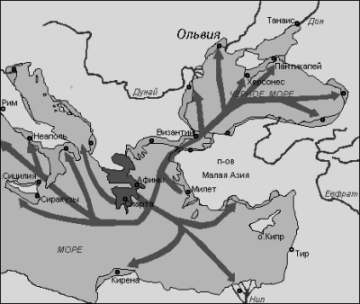 Танаис
Дон
Ольвия
Пантикапей
Херсонес
Дунай
ЧЕРНОЕ МОРЕ
Рим
Неаполь
Византий
п-ов
Малая Азия
Сицилия
Афины
Милет
Сиракузы
Спарта
Евфрат
Кипр
МОРЕ
Тир
Кирена
Нил